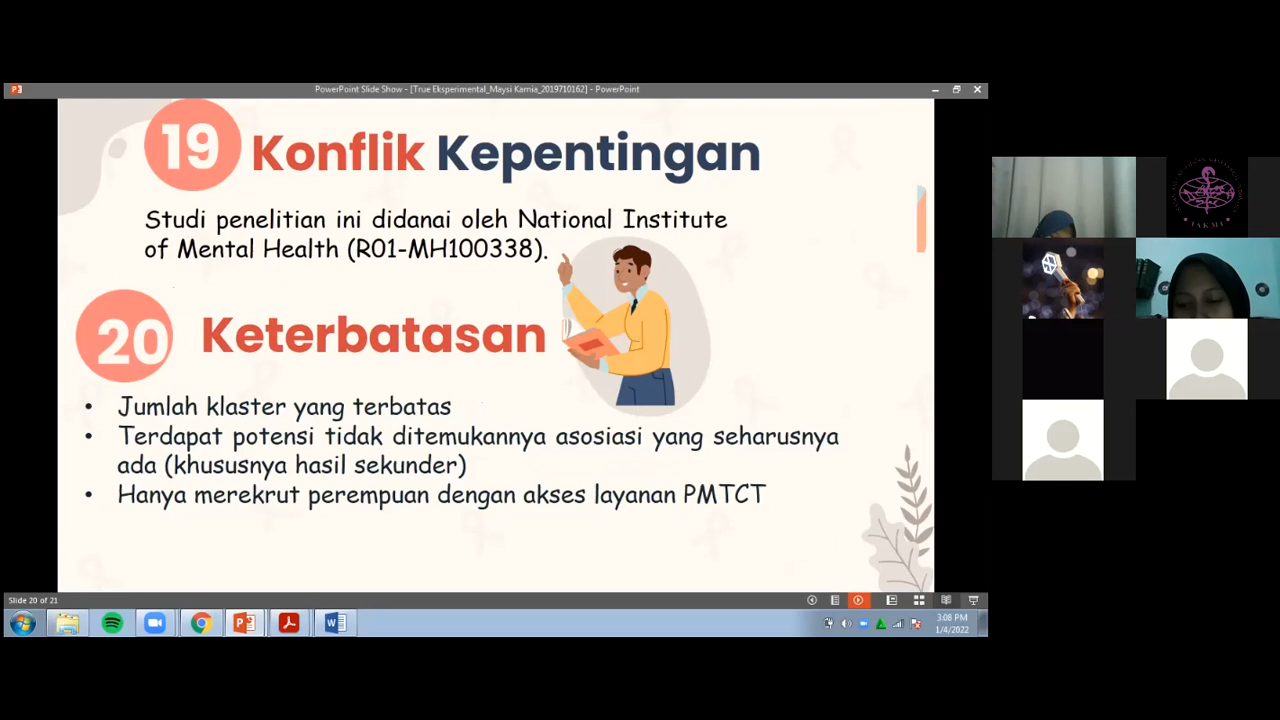 PowerPoint Slide Show - [True Eksperimental_Maysi Karnia_2019710162] - PowerPoint
19 Konflik Kepentingan
Studi penelitian ini didanai oleh National Institute
of Mental Health (R01-MH100338).
20 Keterbatasan
• Jumlah klaster yang terbatas
• Terdapat potensi tidak ditemukannya asosiasi yang seharusnya
ada (khususnya hasil sekunder)
• Hanya merekrut perempuan dengan akses layanan PMTCT
Slide 20 of 21
3:08 PM
1/4/2022